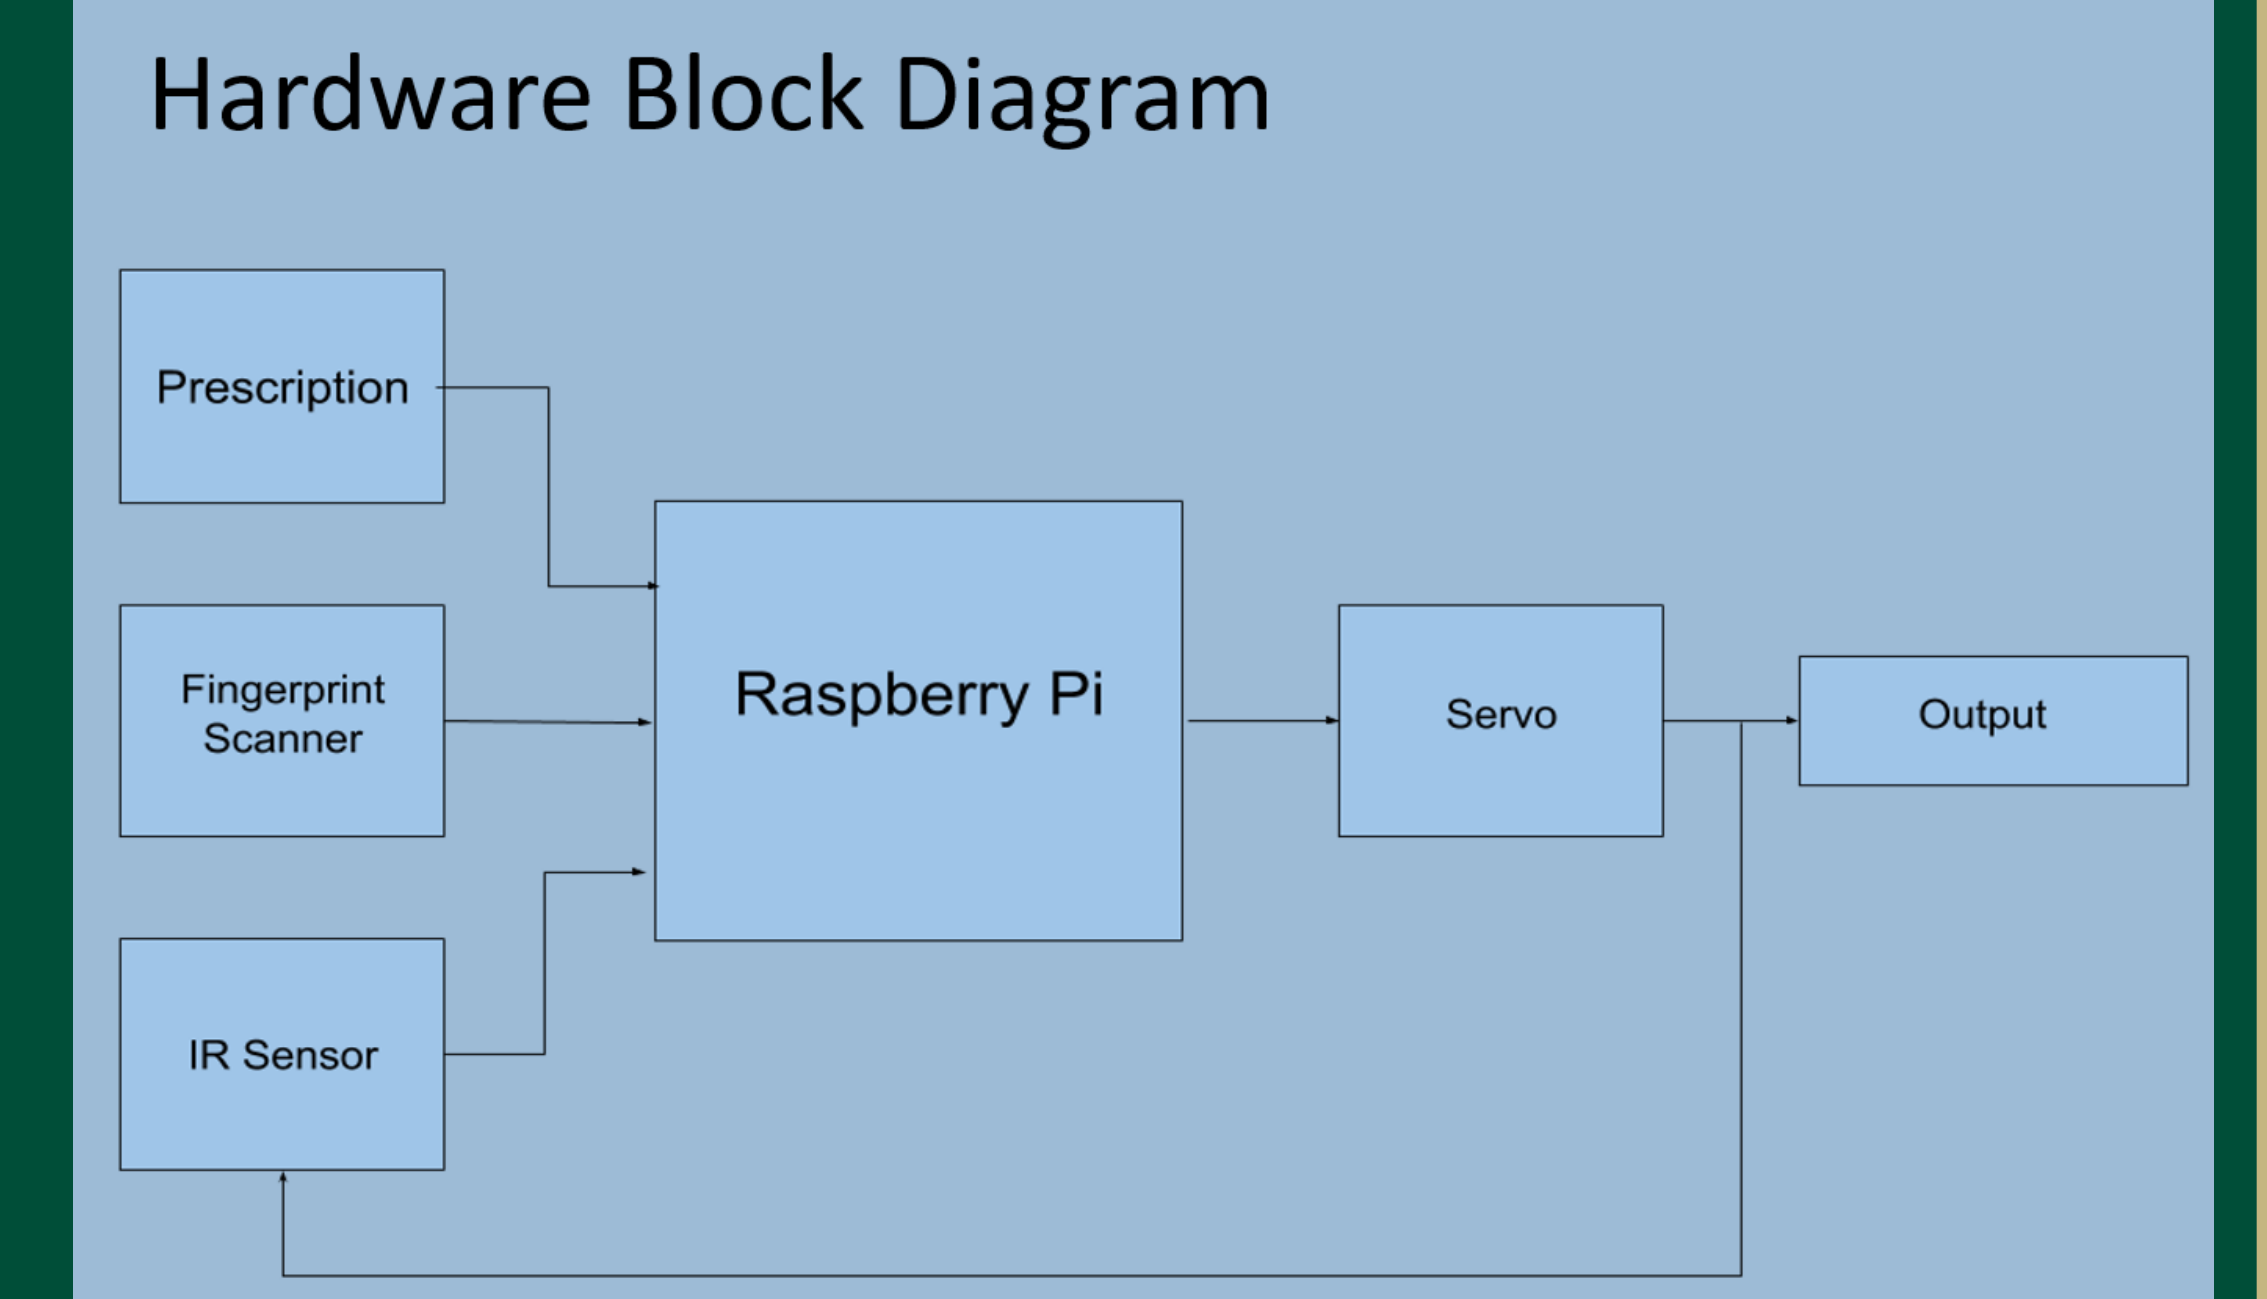 Hardware Block Diagram
Prescription
Fingerprint
Scanner
IR Sensor
Raspberry Pi
Servo
Output